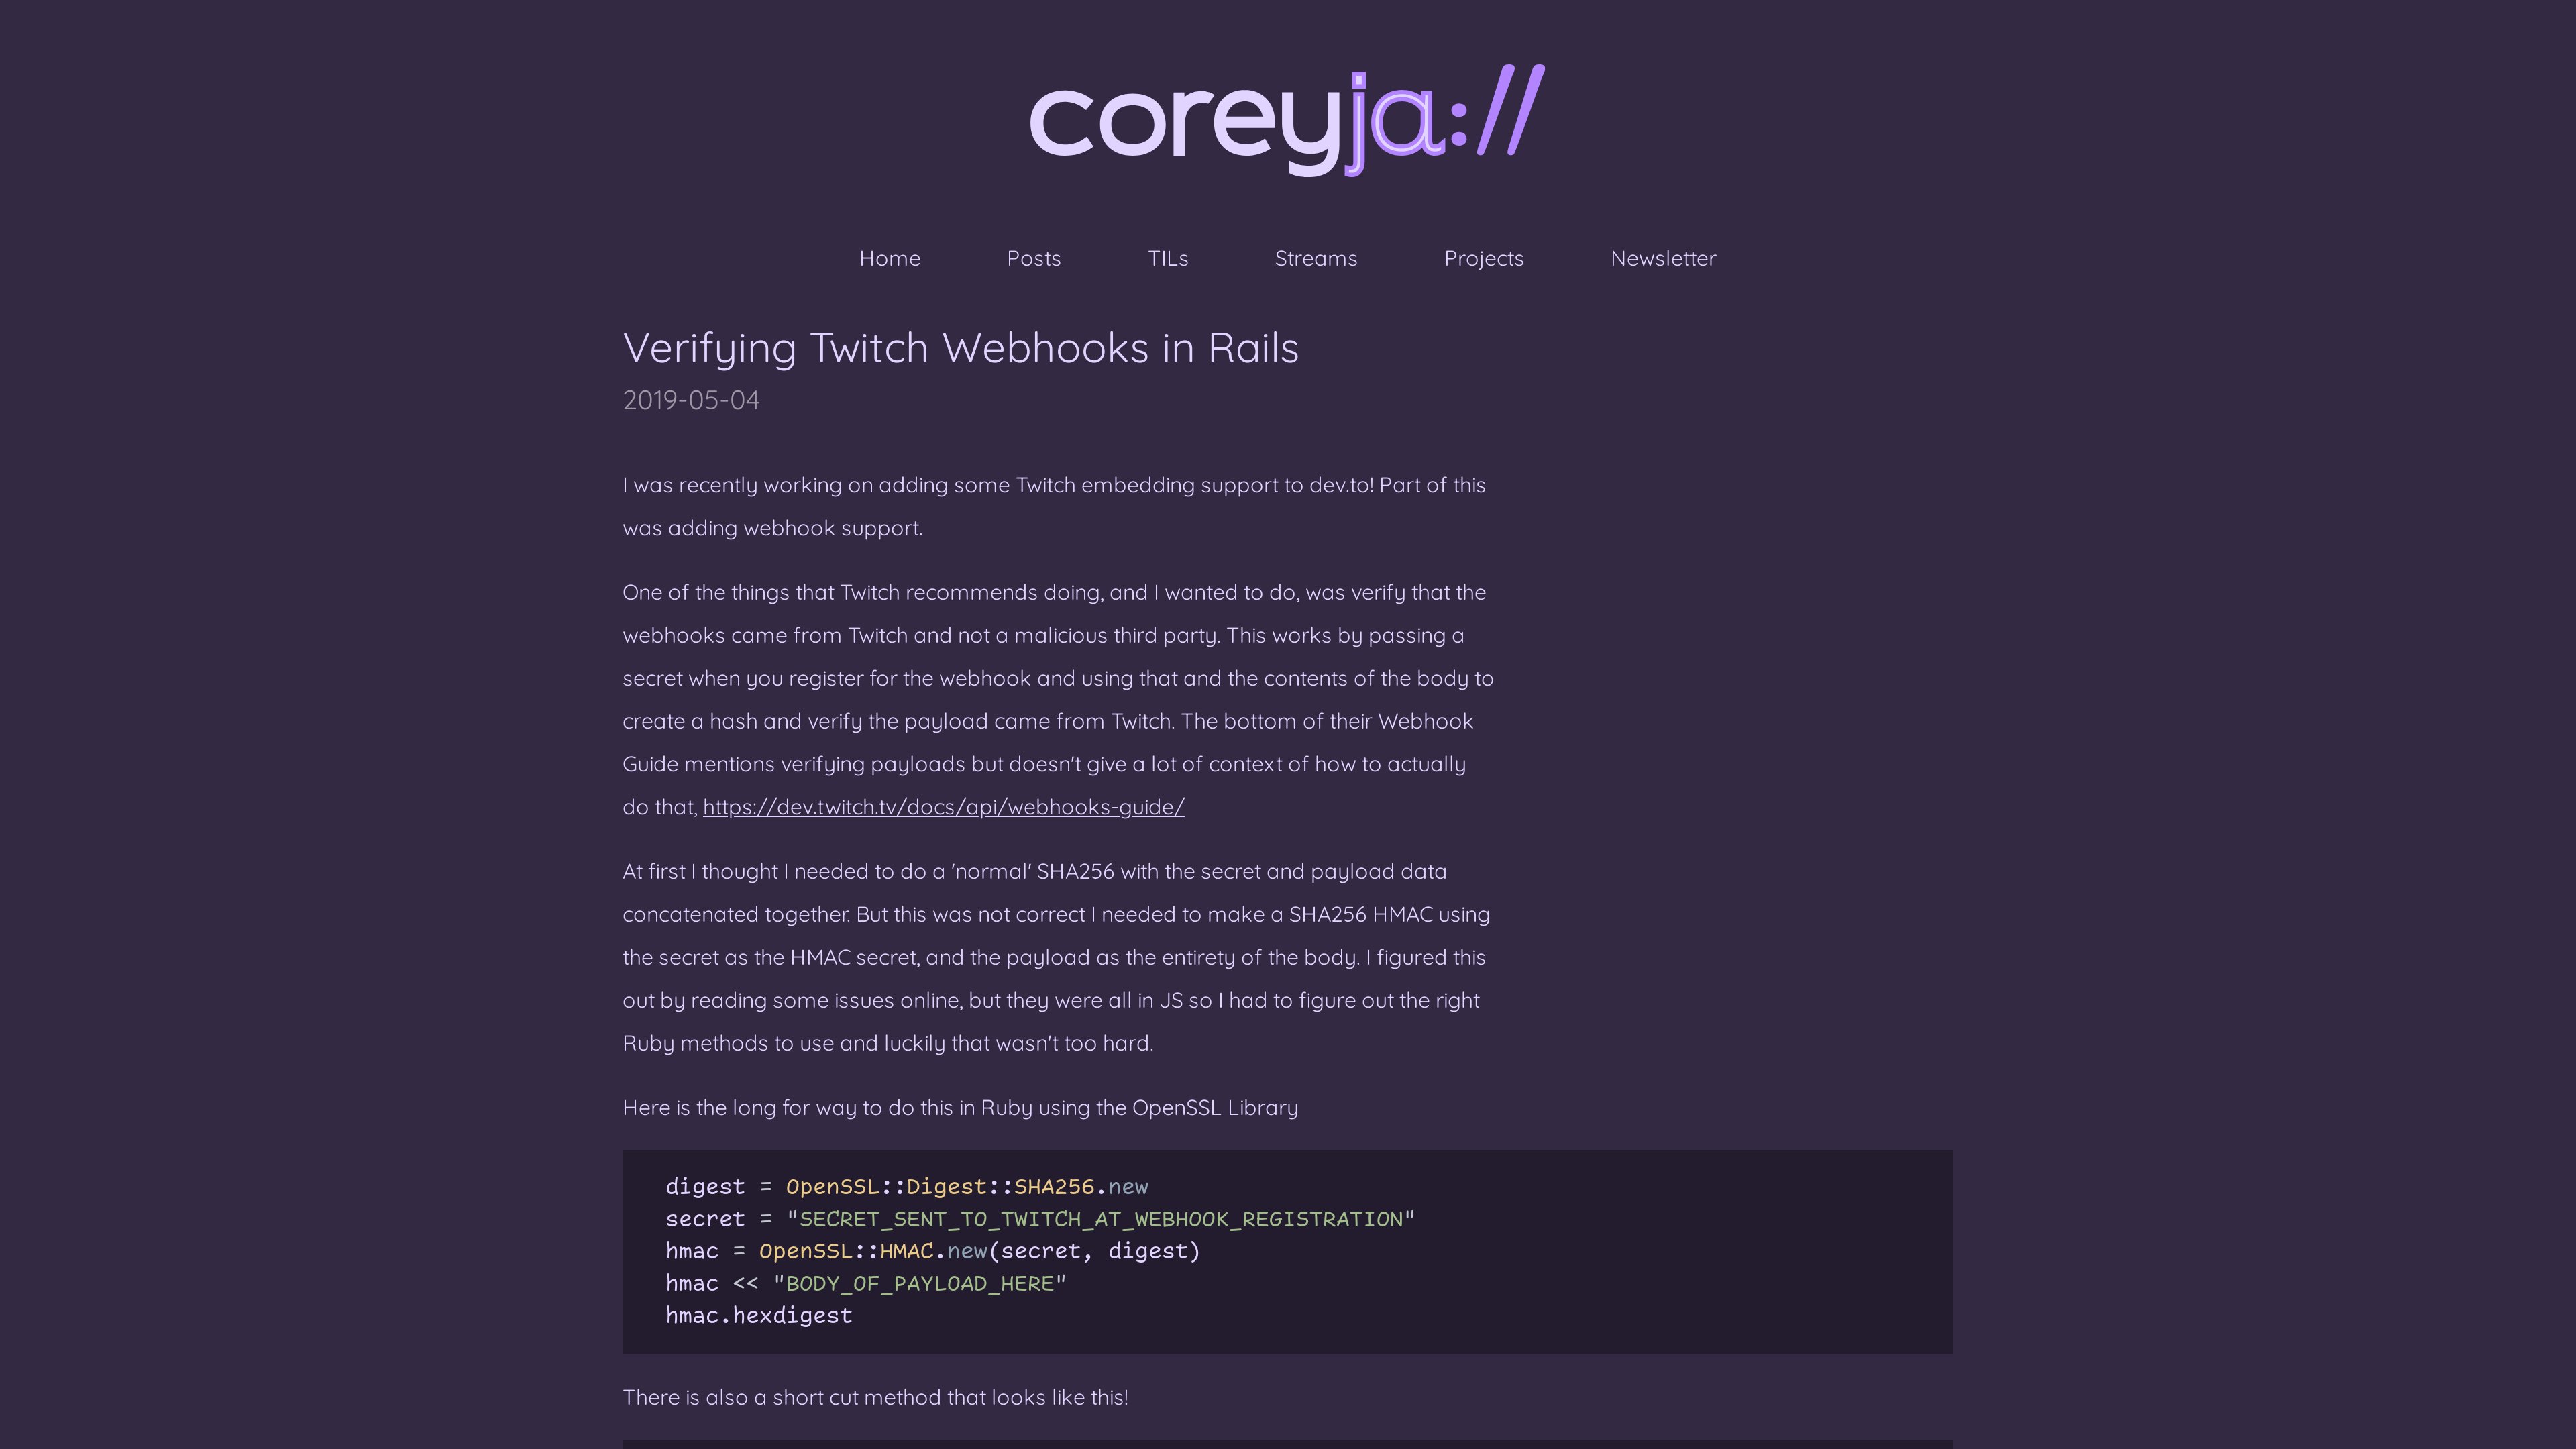 coreyja://
Home Posts TILs Streams Projects Newsletter
Verifying Twitch Webhooks in Rails
2019-05-04
I was recently working on adding some Twitch embedding support to dev.to! Part of this
was adding webhook support.
One of the things that Twitch recommends doing, and I wanted to do, was verify that the
webhooks came from Twitch and not a malicious third party. This works by passing a
secret when you register for the webhook and using that and the contents of the body to
create a hash and verify the payload came from Twitch. The bottom of their Webhook
Guide mentions verifying payloads but doesn't give a lot of context of how to actually
do that, https://dev.twitch.tv/docs/api/webhooks-guide/
At first I thought I needed to do a 'normal' SHA256 with the secret and payload data
concatenated together. But this was not correct I needed to make a SHA256 HMAC using
the secret as the HMAC secret, and the payload as the entirety of the body. I figured this
out by reading some issues online, but they were all in JS so I had to figure out the right
Ruby methods to use and luckily that wasn't too hard.
Here is the long for way to do this in Ruby using the OpenSSL Library
digest = OpenSSL::Digest::SHA256.new
secret = "SECRET_SENT_TO_TWITCH_AT_WEBHOOK_REGISTRATION"
hmac = OpenSSL::HMAC.new(secret, digest)
hmac << "BODY_OF_PAYLOAD_HERE"
hmac.hexdigest
There is also a short cut method that looks like this!